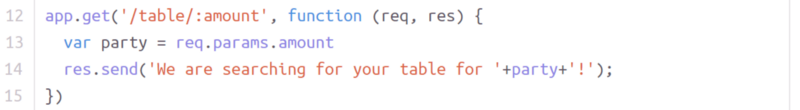 12 app.get('/table/:amount', function (req, res) {
13 var party = req.params.amount
14 res.send('We are searching for your table for '+party+'!');
15 })